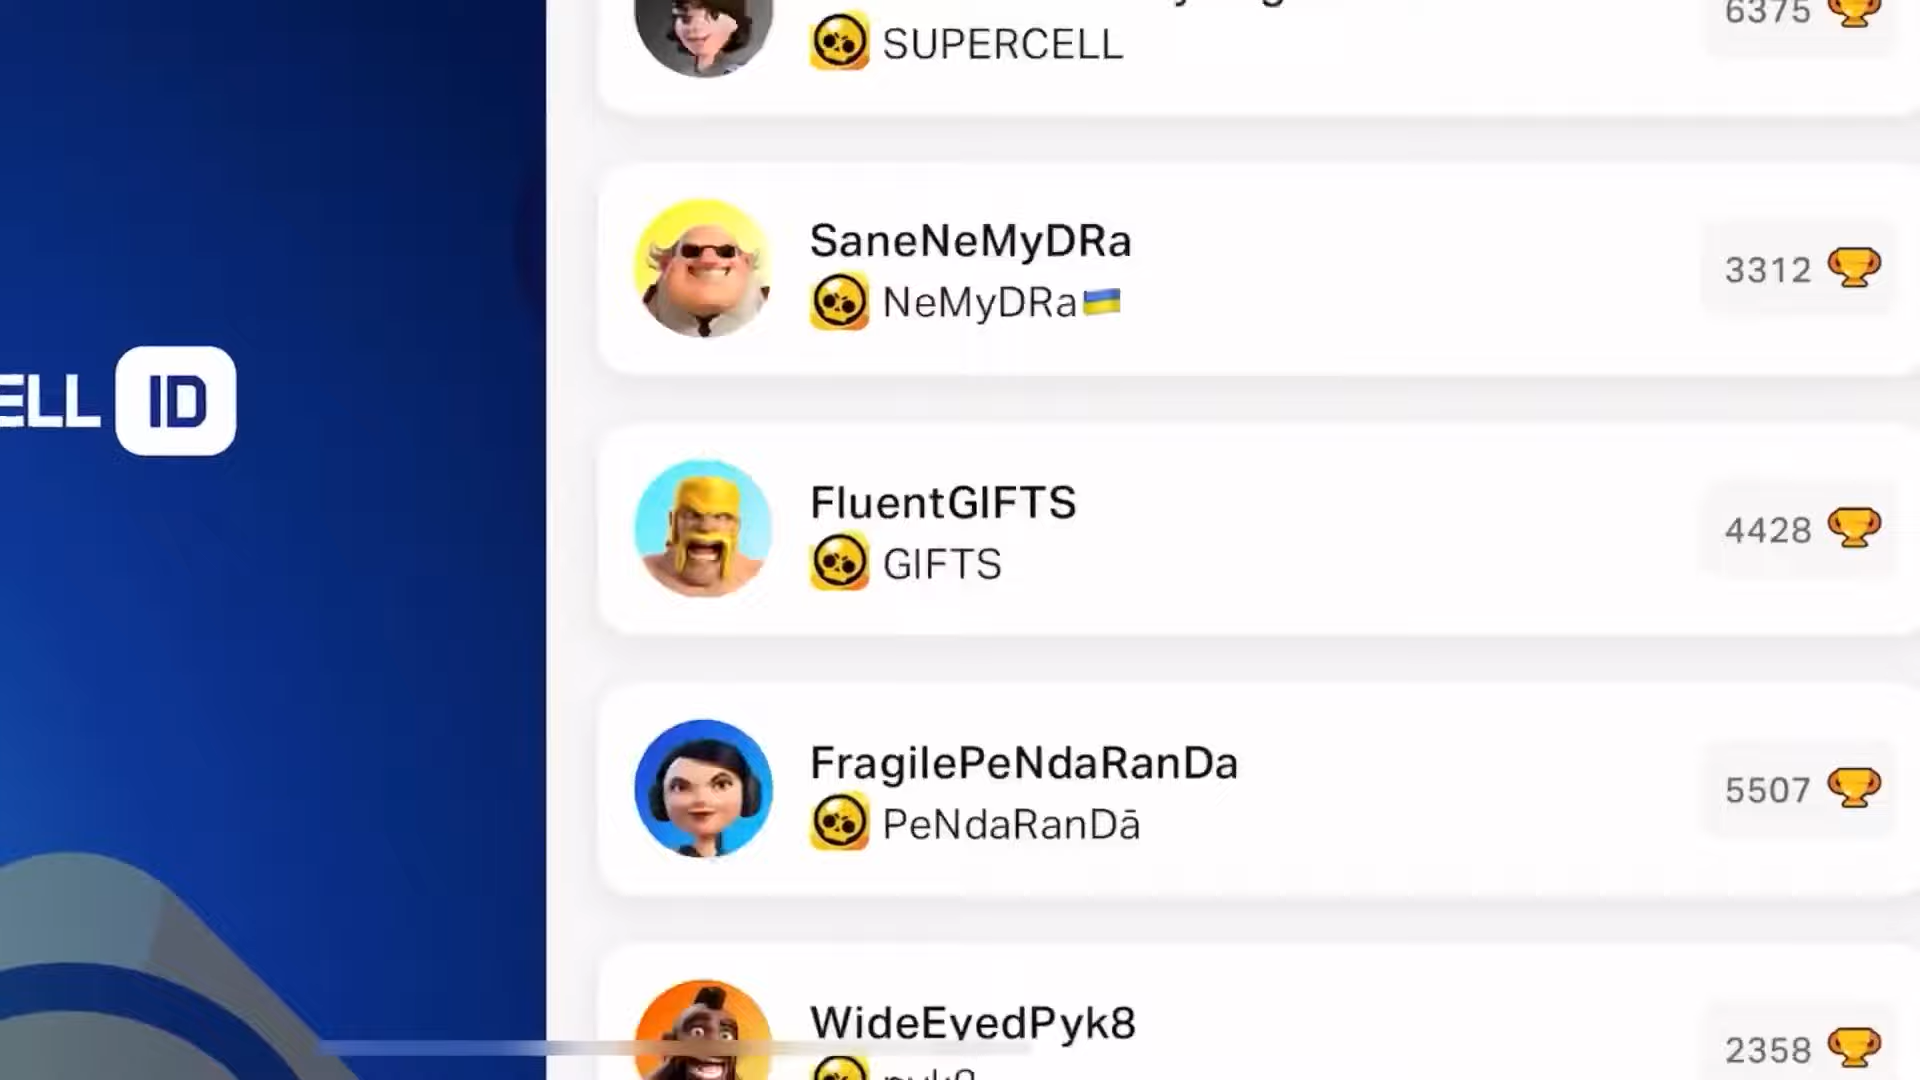 6375
SUPERCELL
SaneNeMyDRa
NeMyDRa🇺🇦
3312
ELL ID
FluentGIFTS
GIFTS
4428
FragilePeNdaRanDa
PeNdaRanDā
5507
WideEyedPyk8
2358